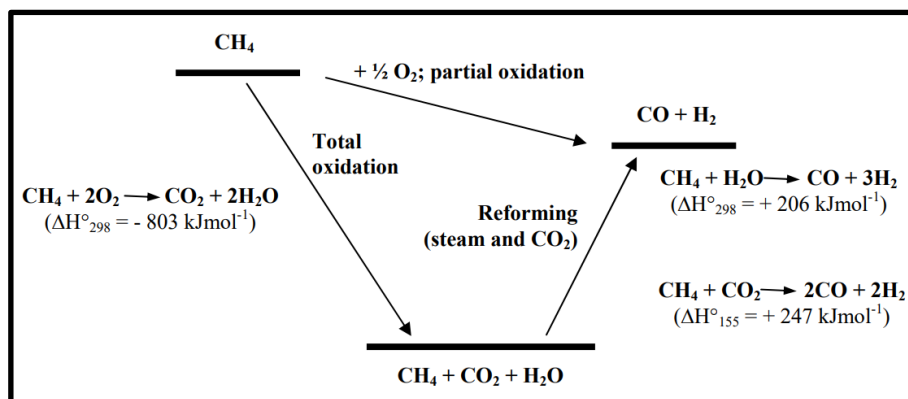 CH₄
+ ½ O₂; partial oxidation
CO + H₂
Total
oxidation
CH₄ + 2O₂ → CO₂ + 2H₂O
(ΔH°₂₉₈ = - 803 kJmol⁻¹)
CH₄ + H₂O → CO + 3H₂
(ΔH°₂₉₈ = + 206 kJmol⁻¹)
Reforming
(steam and CO₂)
CH₄ + CO₂ → 2CO + 2H₂
(ΔH°₁₅₅ = + 247 kJmol⁻¹)
CH₄ + CO₂ + H₂O